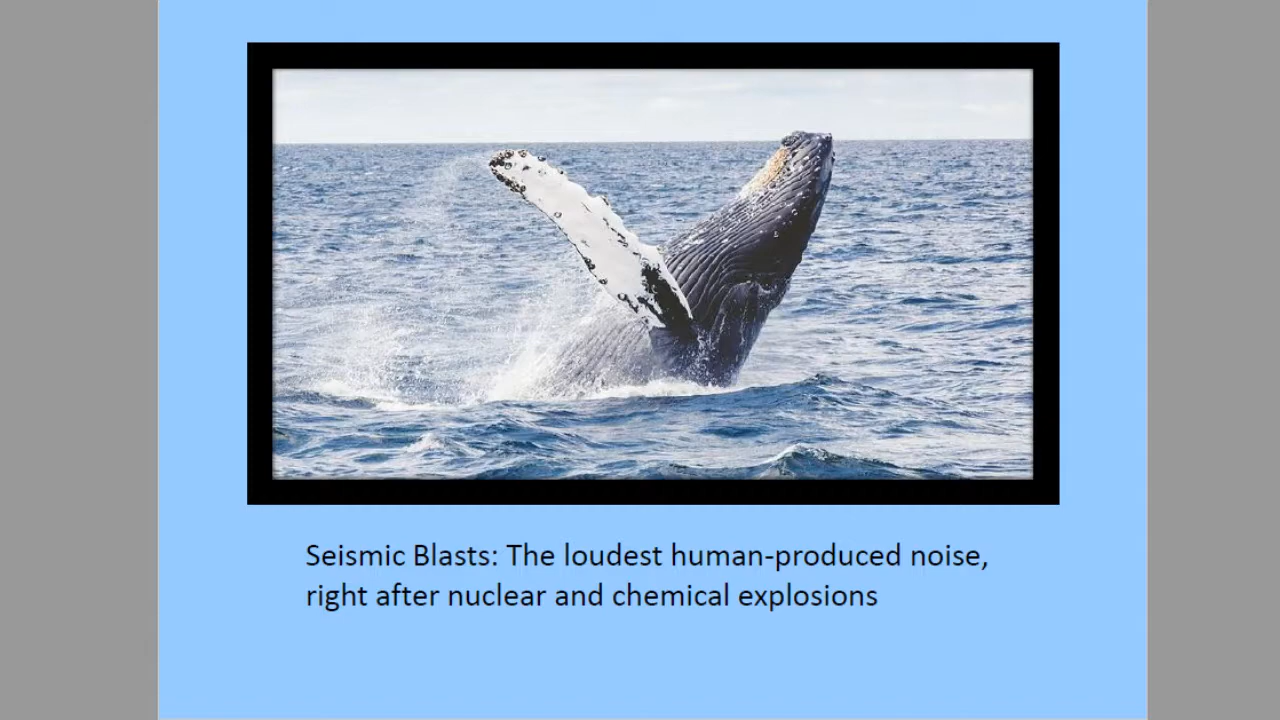 Seismic Blasts: The loudest human-produced noise,
right after nuclear and chemical explosions